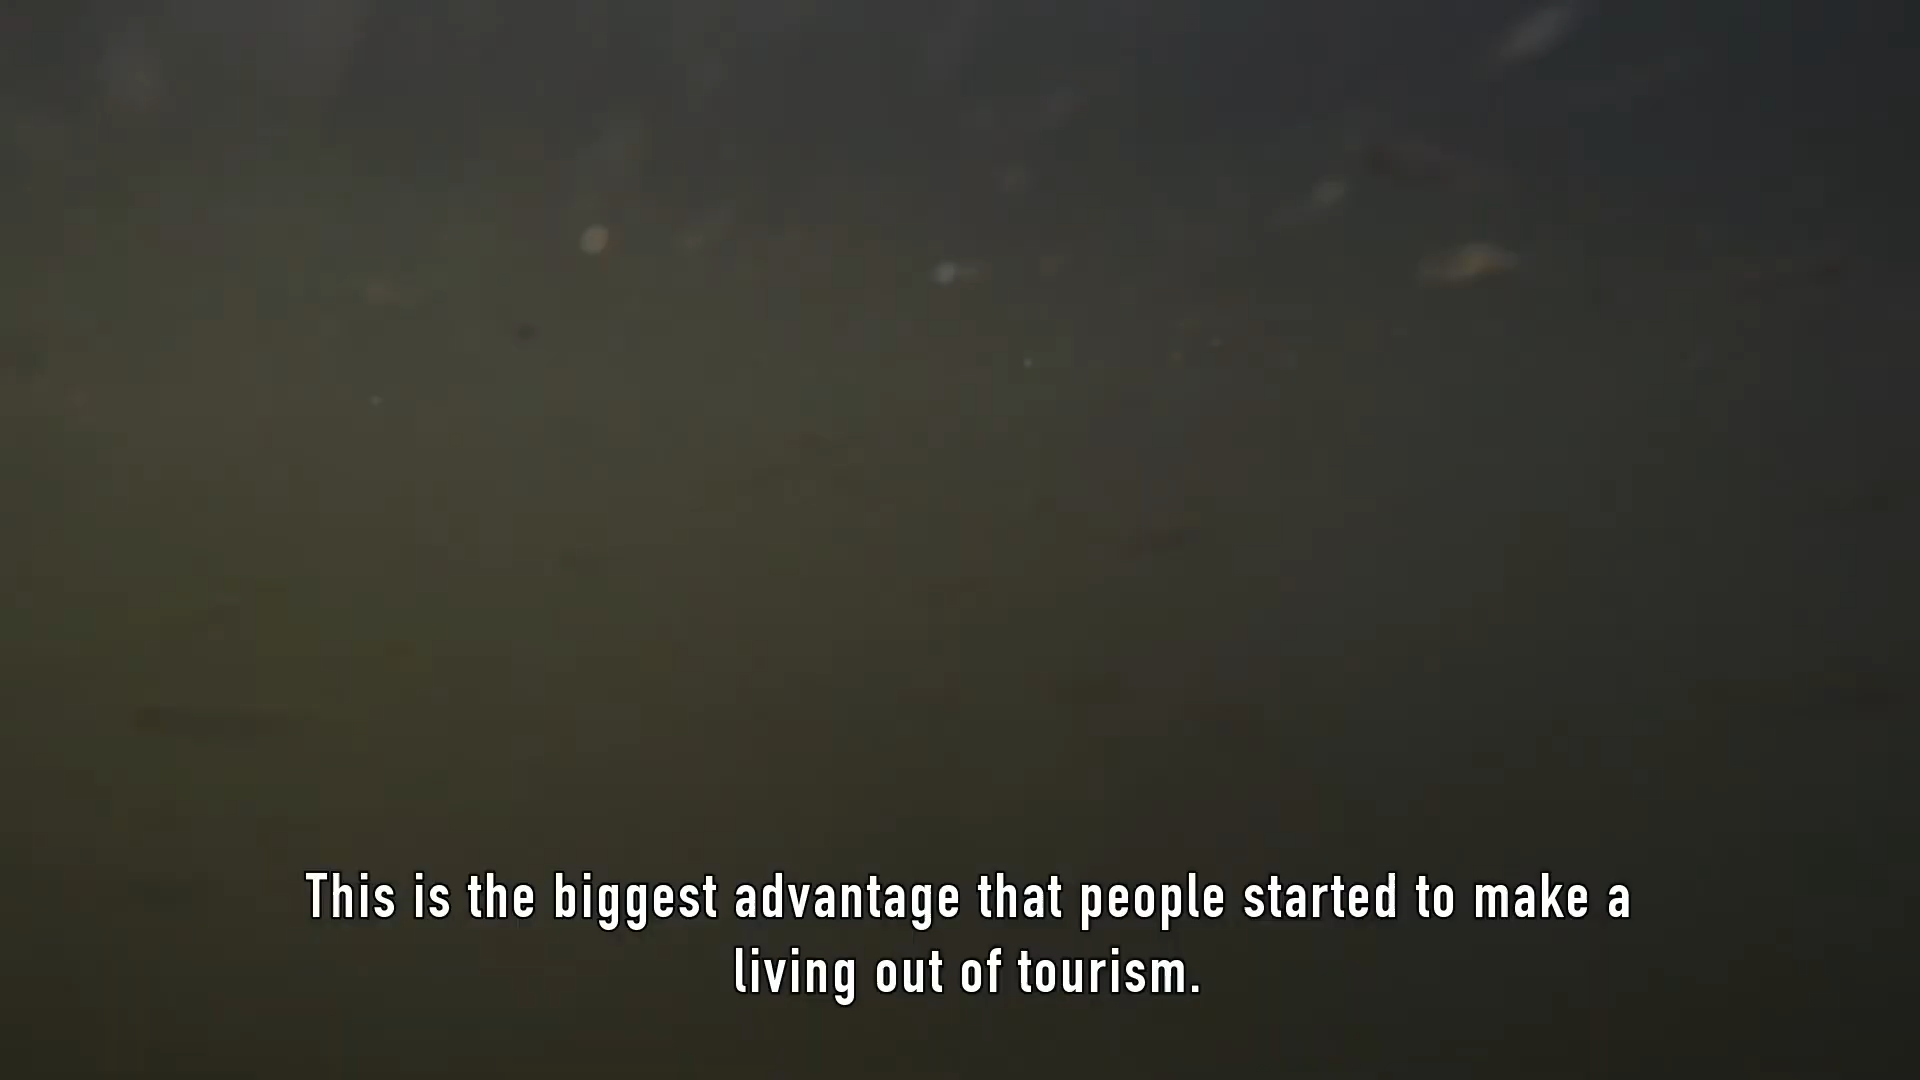 This is the biggest advantage that people started to make a
living out of tourism.